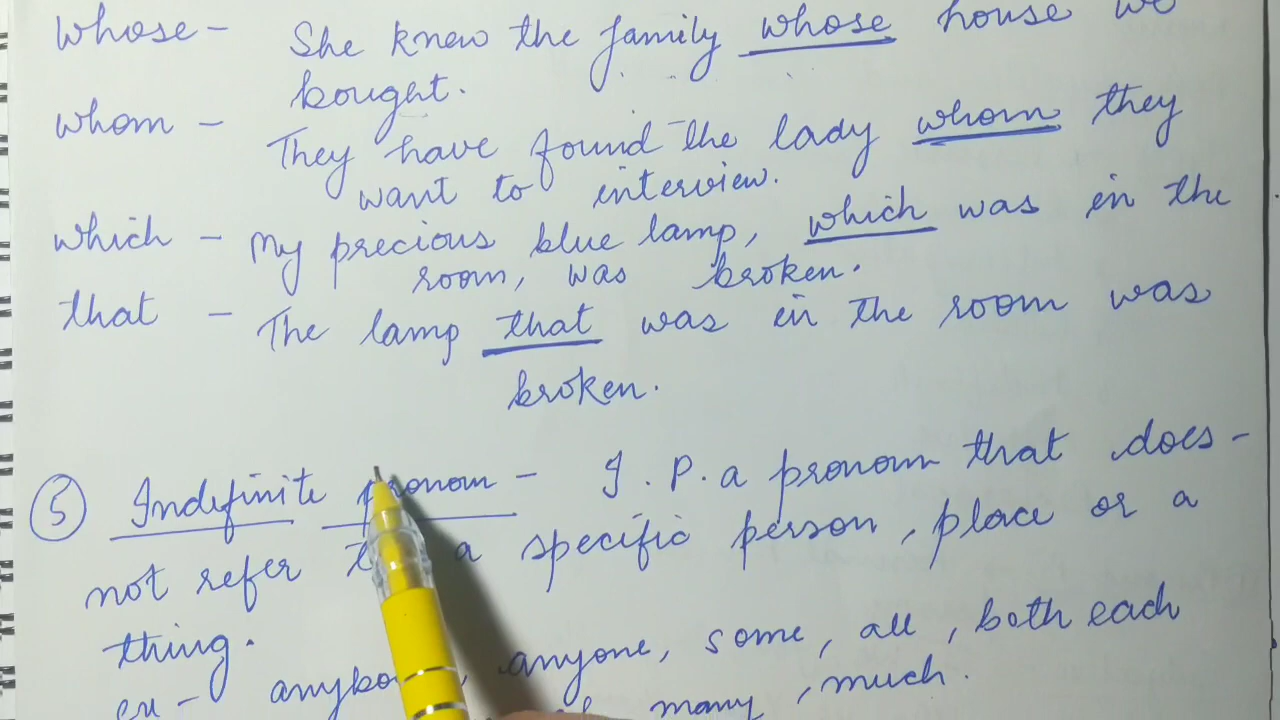 whose - She knew the family whose house we
bought.
whom - They have found the lady whom they
want to interview.
which - My precious blue lamp, which was in the
room, was broken.
that - The lamp that was in the room was
broken.
5 Indefinite pronoun - I.P. a pronoun that does-
not refer a specific person, place or a
thing.
ex- anyone, some, all, both each
many, much.